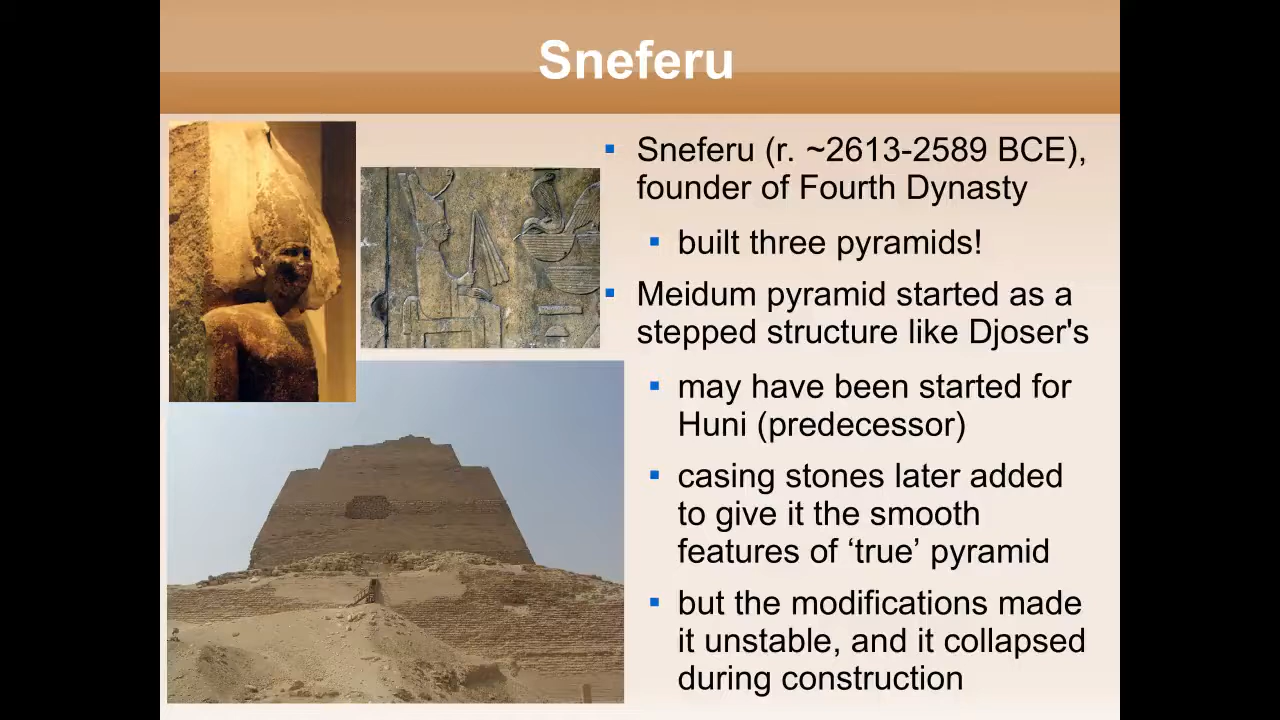 Sneferu
Sneferu (r. ~2613-2589 BCE),
founder of Fourth Dynasty
built three pyramids!
Meidum pyramid started as a
stepped structure like Djoser's
may have been started for
Huni (predecessor)
casing stones later added
to give it the smooth
features of ‘true’ pyramid
but the modifications made
it unstable, and it collapsed
during construction